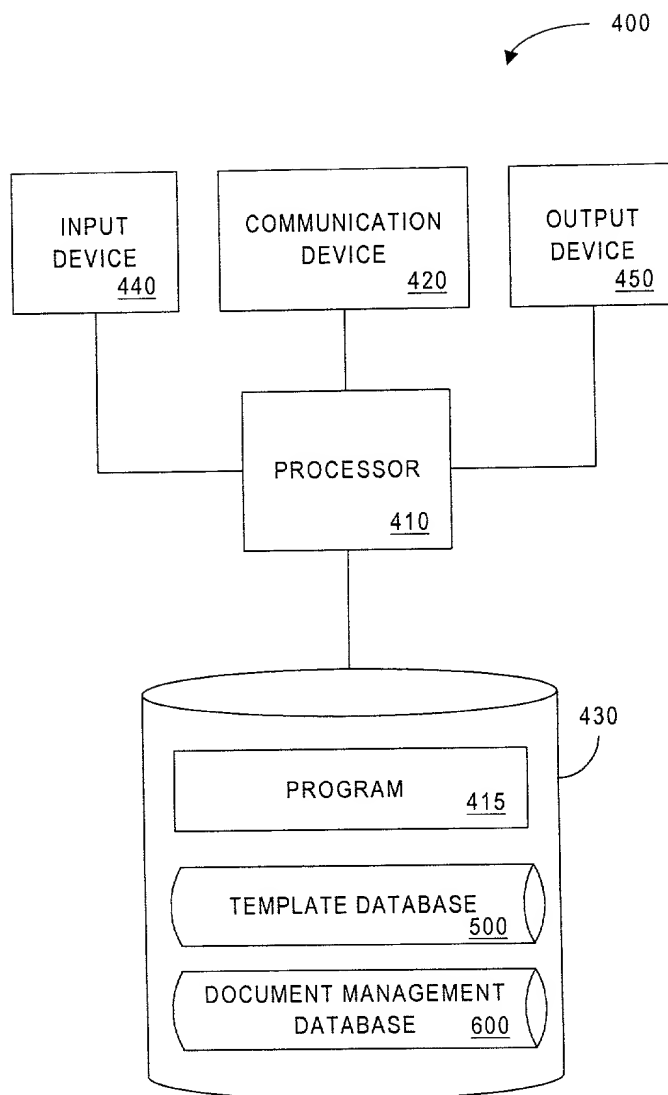 400
INPUT
DEVICE
440
COMMUNICATION
DEVICE
420
OUTPUT
DEVICE
450
PROCESSOR
410
430
PROGRAM
415
TEMPLATE DATABASE
500
DOCUMENT MANAGEMENT
DATABASE
600